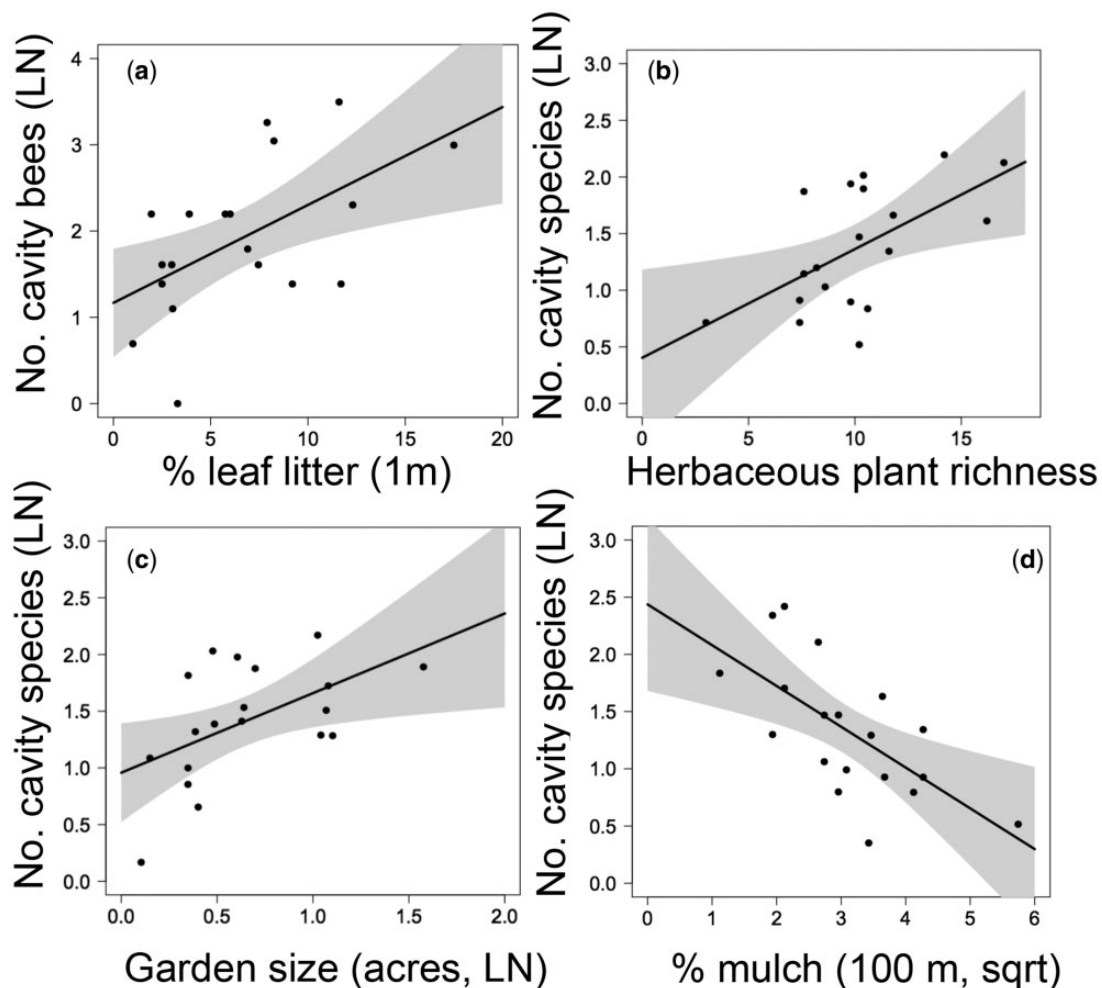 No. cavity bees (LN)
(a)
4
3
2
1
0
0 5 10 15 20
% leaf litter (1m)
No. cavity species (LN)
(b)
3.0
2.5
2.0
1.5
1.0
0.5
0.0
0 5 10 15
Herbaceous plant richness
No. cavity species (LN)
(c)
3.0
2.5
2.0
1.5
1.0
0.5
0.0
0.0 0.5 1.0 1.5 2.0
Garden size (acres, LN)
No. cavity species (LN)
(d)
3.0
2.5
2.0
1.5
1.0
0.5
0.0
0 1 2 3 4 5 6
% mulch (100 m, sqrt)